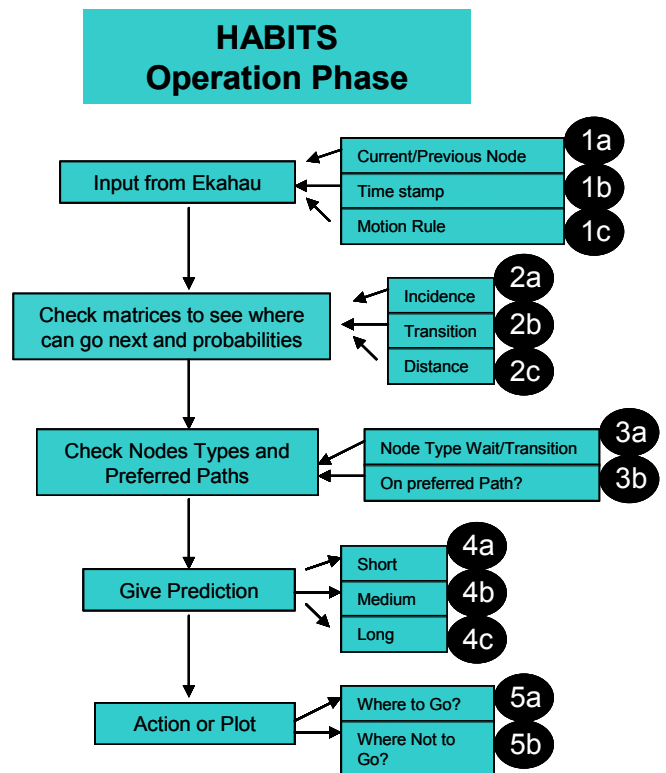 HABITS
Operation Phase
Input from Ekahau
Current/Previous Node
1a
Time stamp
1b
Motion Rule
1c
Check matrices to see where
can go next and probabilities
Incidence
2a
Transition
2b
Distance
2c
Check Nodes Types and
Preferred Paths
Node Type Wait/Transition
3a
On preferred Path?
3b
Give Prediction
Short
4a
Medium
4b
Long
4c
Action or Plot
Where to Go?
5a
Where Not to
Go?
5b